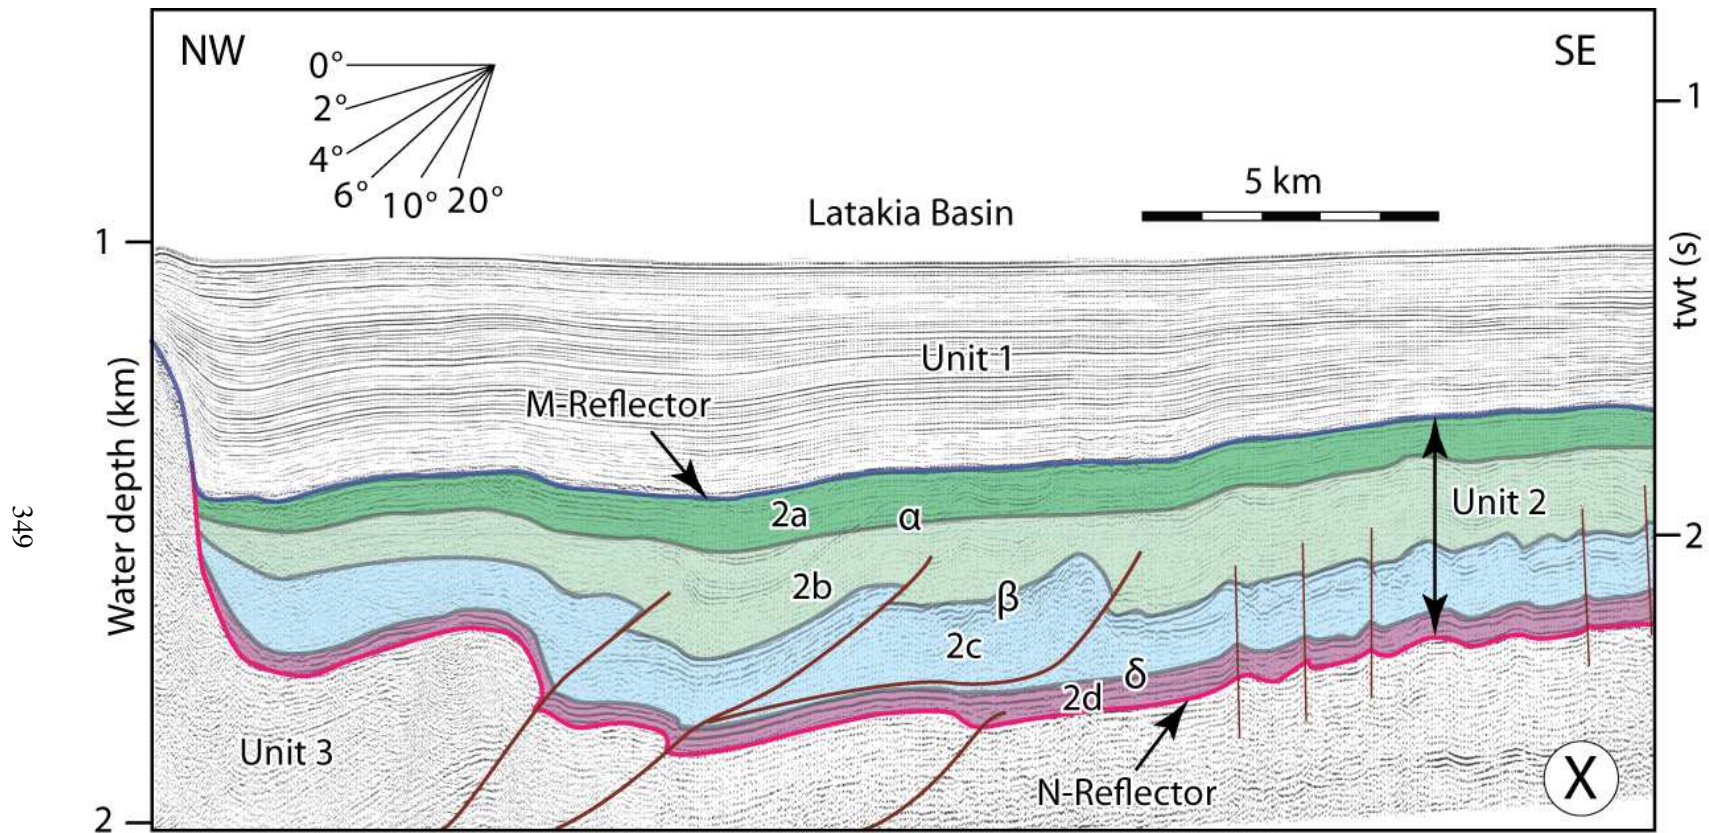 NW
SE
0°
2°
4°
6°
10°
20°
5 km
Latakia Basin
1
1
twt (s)
Unit 1
M-Reflector
Water depth (km)
349
2a
α
Unit 2
2
2b
β
2c
δ
2d
Unit 3
N-Reflector
X
2